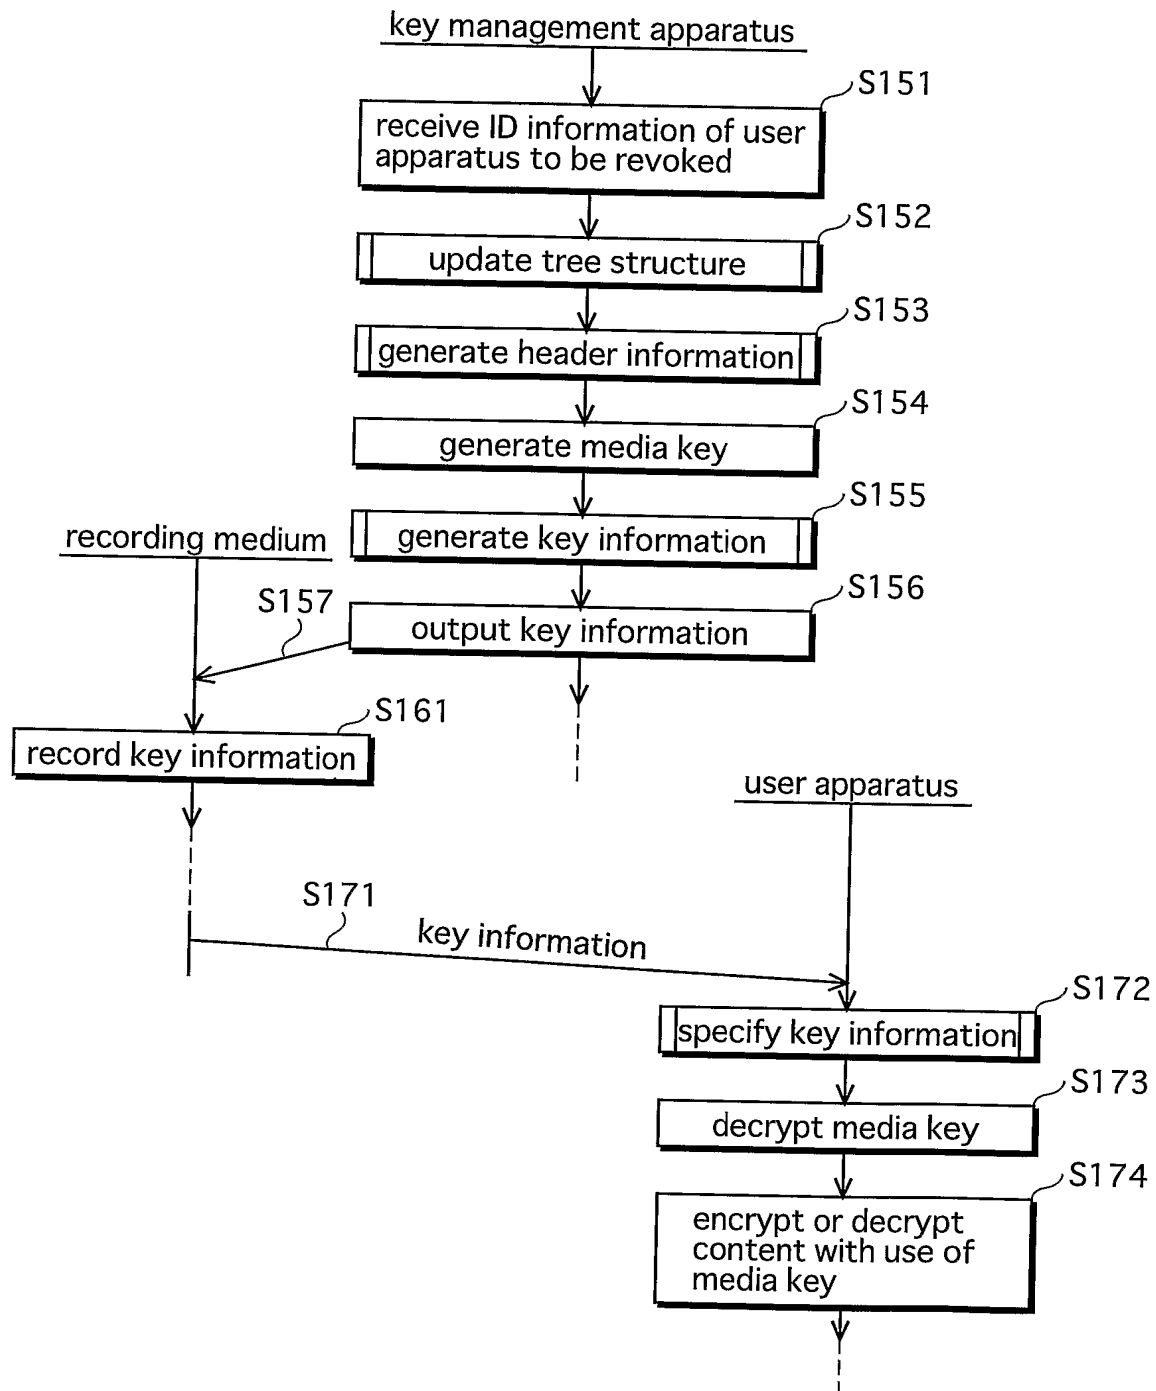 key management apparatus
S151
receive ID information of user
apparatus to be revoked
S152
update tree structure
S153
generate header information
S154
generate media key
S155
generate key information
recording medium
S156
output key information
S157
S161
record key information
user apparatus
S171
key information
S172
specify key information
S173
decrypt media key
S174
encrypt or decrypt
content with use of
media key